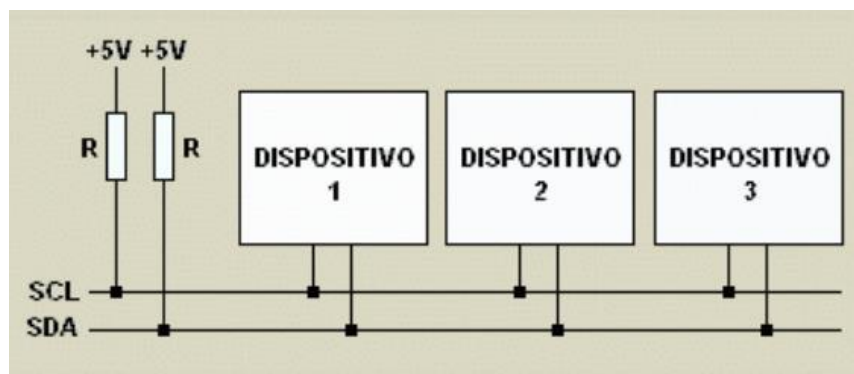 +5V +5V
R R
DISPOSITIVO
1
DISPOSITIVO
2
DISPOSITIVO
3
SCL
SDA